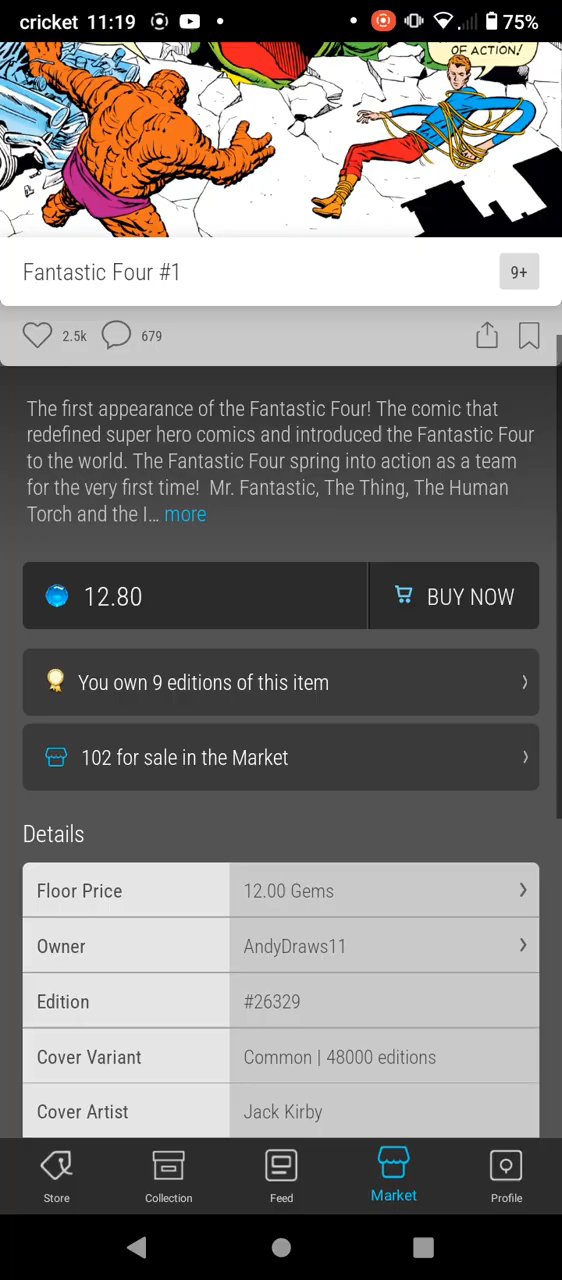 cricket 11:19 75%
OF ACTION!
Fantastic Four #1 9+
2.5k 679
The first appearance of the Fantastic Four! The comic that
redefined super hero comics and introduced the Fantastic Four
to the world. The Fantastic Four spring into action as a team
for the very first time! Mr. Fantastic, The Thing, The Human
Torch and the I... more
12.80 BUY NOW
You own 9 editions of this item
102 for sale in the Market
Details
Floor Price 12.00 Gems
Owner AndyDraws11
Edition #26329
Cover Variant Common | 48000 editions
Cover Artist Jack Kirby
Store Collection Feed Market Profile